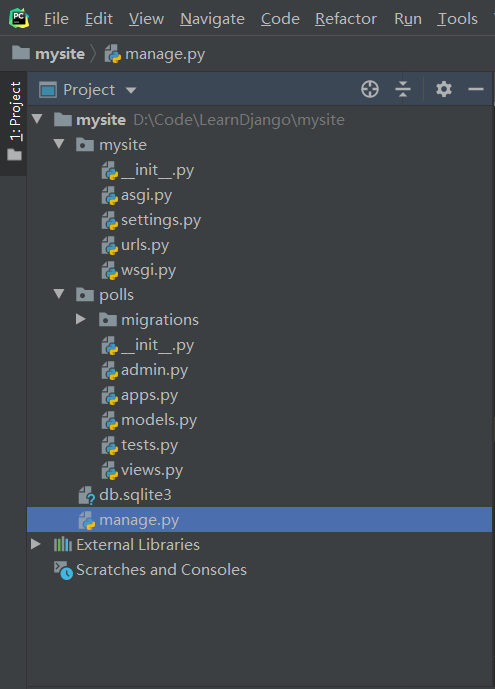 PC File Edit View Navigate Code Refactor Run Tools
mysite manage.py
1: Project
Project
mysite D:\Code\LearnDjango\mysite
mysite
__init__.py
asgi.py
settings.py
urls.py
wsgi.py
polls
migrations
__init__.py
admin.py
apps.py
models.py
tests.py
views.py
db.sqlite3
manage.py
External Libraries
Scratches and Consoles